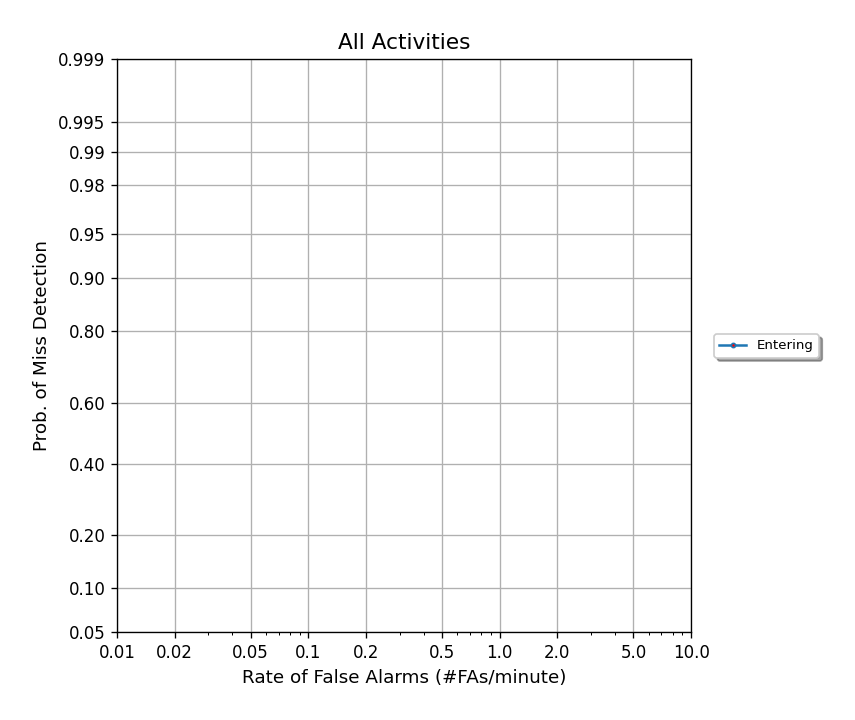 All Activities
0.999
0.995
0.99
0.98
0.95
0.90
0.80
0.60
0.40
0.20
0.10
0.05
Prob. of Miss Detection
0.01 0.02 0.05 0.1 0.2 0.5 1.0 2.0 5.0 10.0
Rate of False Alarms (#FAs/minute)
Entering